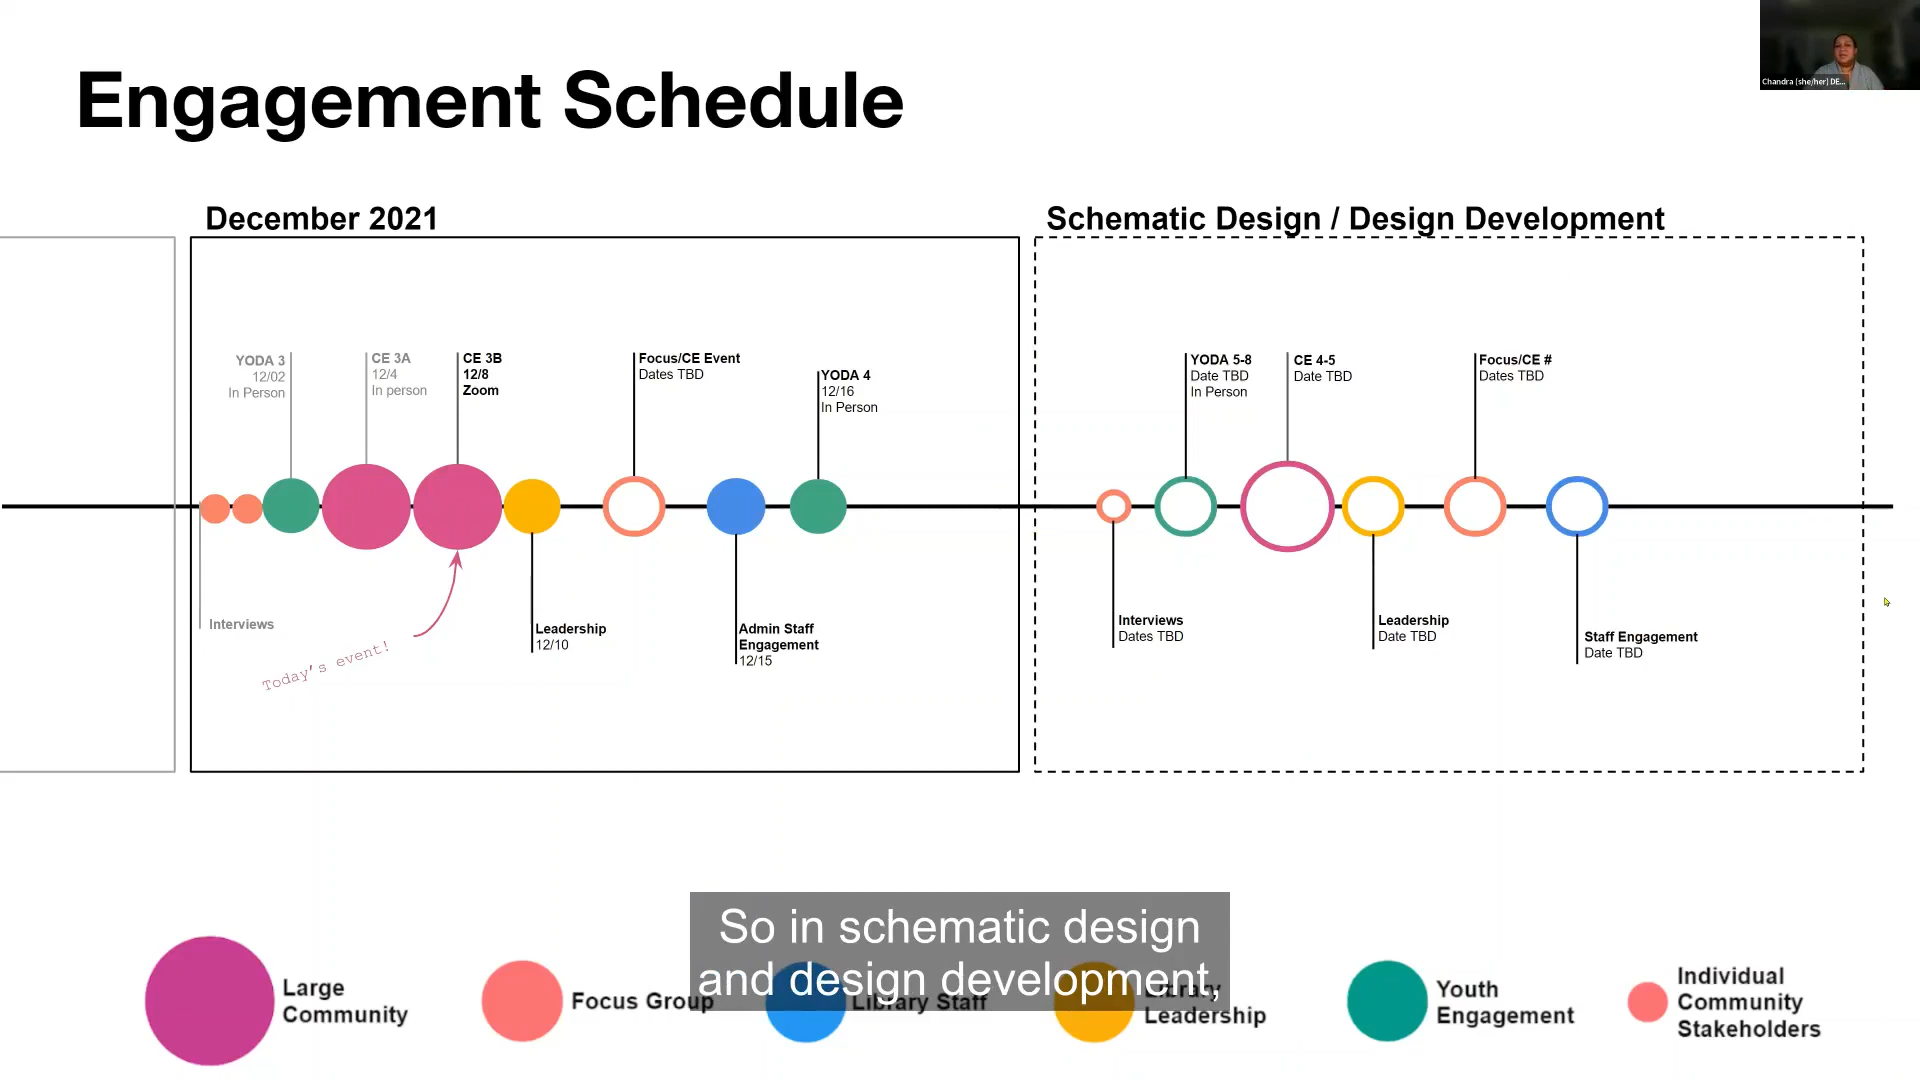 Engagement Schedule
Chandra (she/her) DE...
December 2021
Schematic Design / Design Development
YODA 3
12/02
In Person
CE 3A
12/4
In person
CE 3B
12/8
Zoom
Focus/CE Event
Dates TBD
YODA 4
12/16
In Person
YODA 5-8
Date TBD
In Person
CE 4-5
Date TBD
Focus/CE #
Dates TBD
Interviews
Today's event!
Leadership
12/10
Admin Staff
Engagement
12/15
Interviews
Dates TBD
Leadership
Date TBD
Staff Engagement
Date TBD
So in schematic design
and design development,
Large
Community
Focus Group
Library Staff
Library
Leadership
Youth
Engagement
Individual
Community
Stakeholders